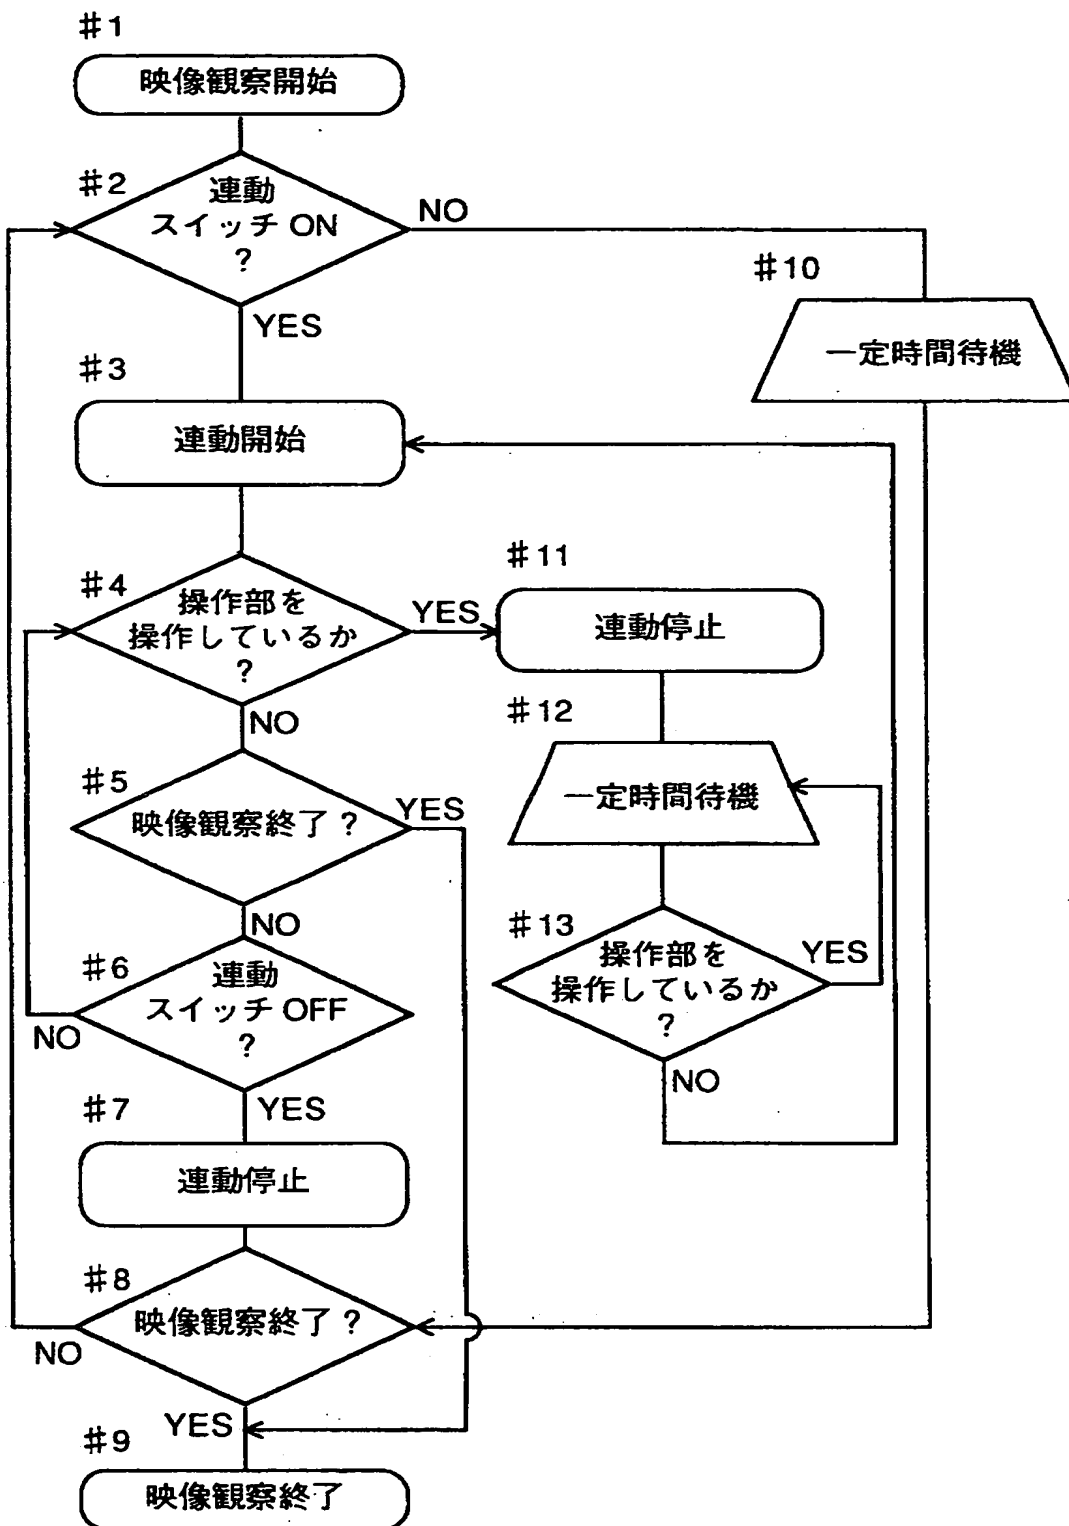 #1
映像観察開始
#2
連動
スイッチ ON
?
NO
YES
#10
一定時間待機
#3
連動開始
#4
操作部を
操作しているか
?
YES
NO
#11
連動停止
#12
一定時間待機
#5
映像観察終了？
YES
NO
#13
操作部を
操作しているか
?
YES
NO
#6
連動
スイッチ OFF
?
NO
YES
#7
連動停止
#8
映像観察終了？
NO
YES
#9
映像観察終了